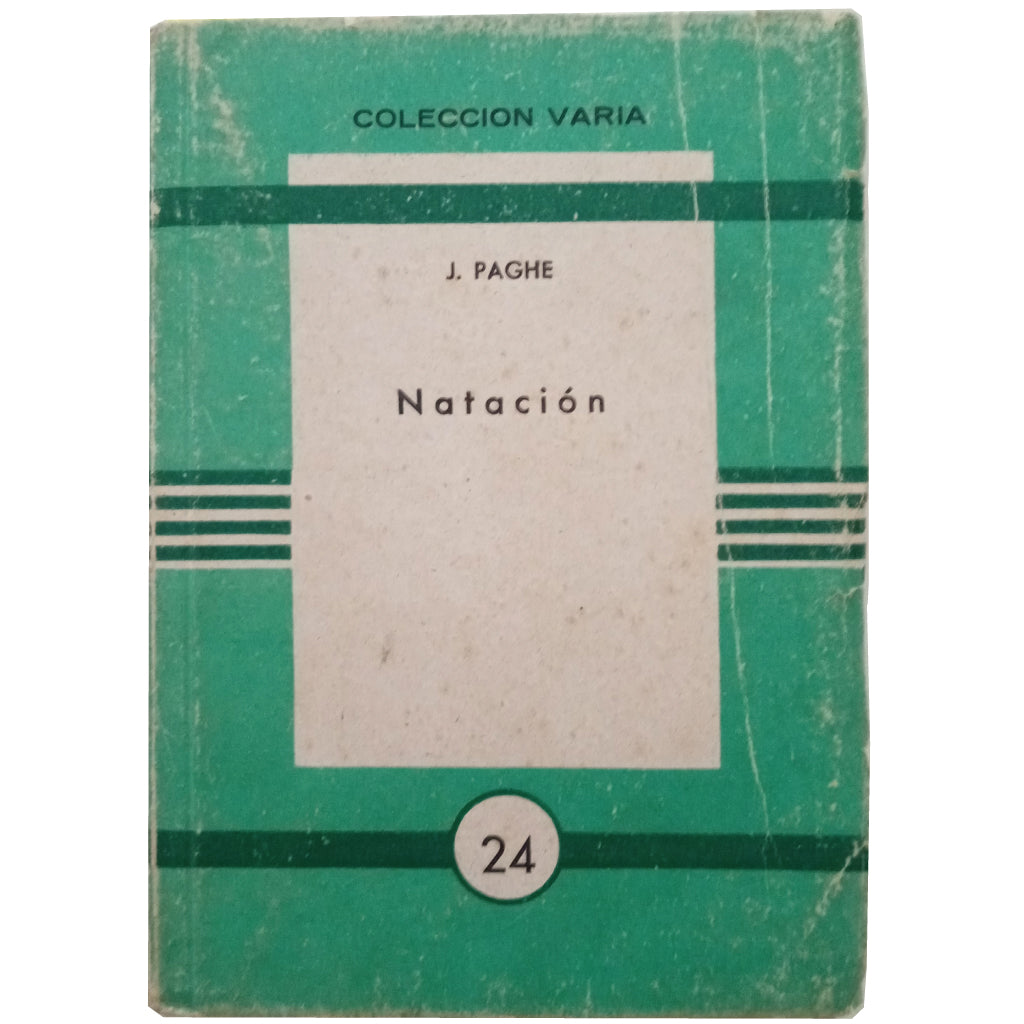 COLECCION VARIA
J. PAGHE
Natación
24